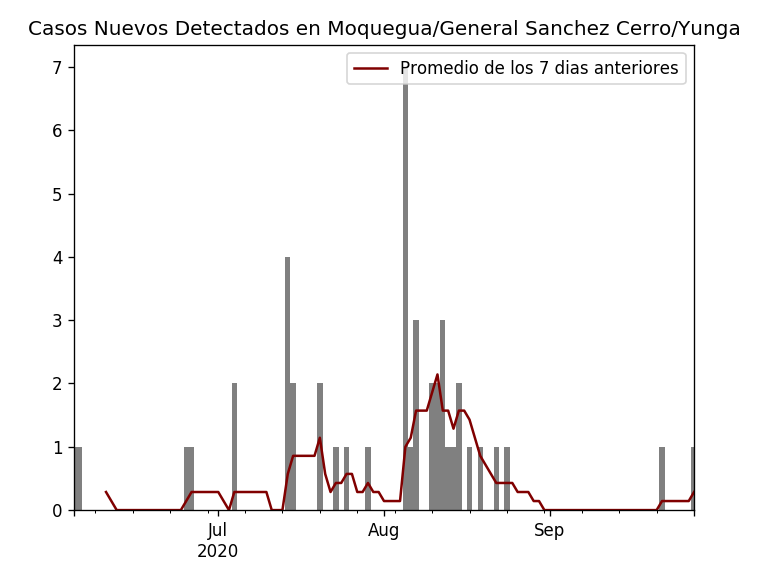 Casos Nuevos Detectados en Moquegua/General Sanchez Cerro/Yunga
Promedio de los 7 dias anteriores
7
6
5
4
3
2
1
0
Jul
Aug
Sep
2020